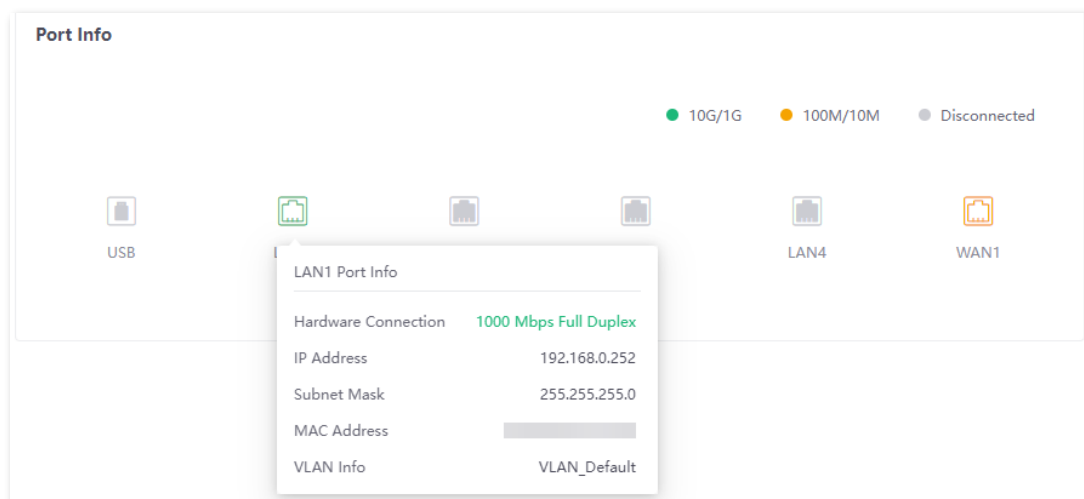 Port Info
10G/1G 100M/10M Disconnected
USB LAN4 WAN1
LAN1 Port Info
Hardware Connection 1000 Mbps Full Duplex
IP Address 192.168.0.252
Subnet Mask 255.255.255.0
MAC Address
VLAN Info VLAN_Default